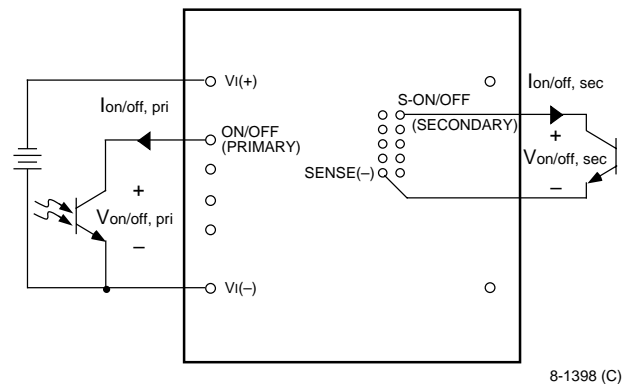 VI(+)
Ion/off, sec
Ion/off, pri
S-ON/OFF
(SECONDARY)
ON/OFF
(PRIMARY)
+
Von/off, sec
SENSE(–)
–
+
Von/off, pri
–
VI(–)
8-1398 (C)